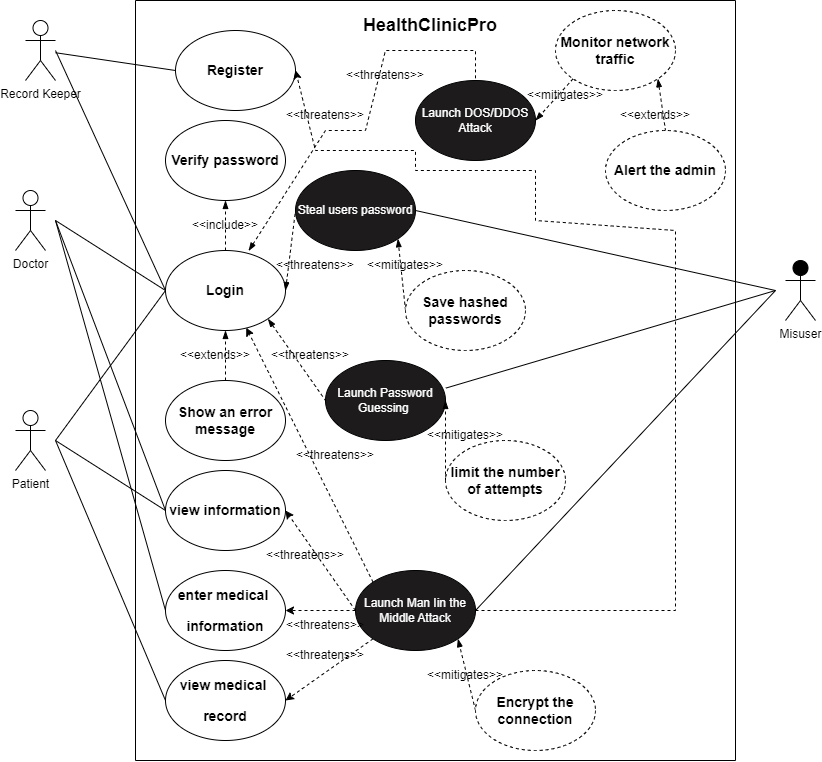 HealthClinicPro
Record Keeper
Register
<<threatens>>
Monitor network
traffic
<<mitigates>>
Launch DOS/DDOS
Attack
<<threatens>>
<<extends>>
Verify password
Alert the admin
Doctor
<<include>>
Steal users password
<<threatens>>
<<mitigates>>
Login
Save hashed
passwords
Misuser
<<extends>>
<<threatens>>
Show an error
message
Launch Password
Guessing
<<mitigates>>
<<threatens>>
limit the number
of attempts
Patient
view information
<<threatens>>
enter medical
information
<<threatens>>
Launch Man Iin the
Middle Attack
<<threatens>>
<<mitigates>>
view medical
record
Encrypt the
connection